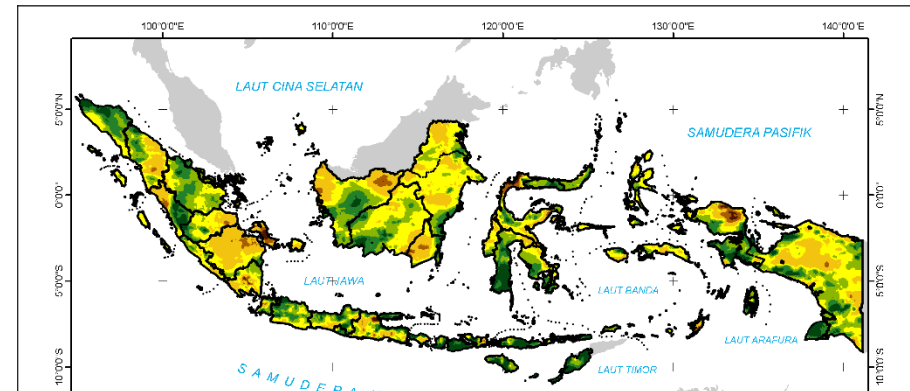 100°0'0"E 110°0'0"E 120°0'0"E 130°0'0"E 140°0'0"E
LAUT CINA SELATAN
5°0'0"N 5°0'0"N
SAMUDERA PASIFIK
0°0'0" 0°0'0"
LAUT JAWA
5°0'0"S 5°0'0"S
LAUT BANDA
LAUT ARAFURA
LAUT TIMOR
10°0'0"S 10°0'0"S
SAMUDERA